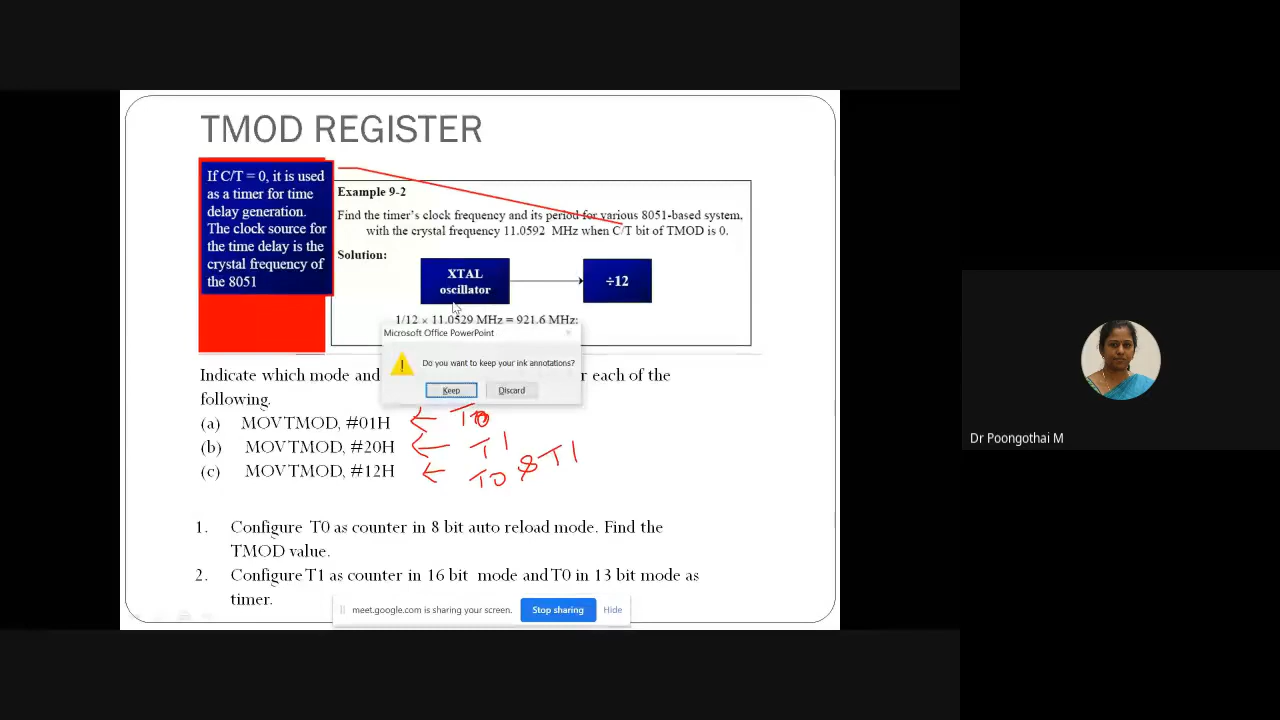 TMOD REGISTER
If C/T = 0, it is used
as a timer for time
delay generation.
The clock source for
the time delay is the
crystal frequency of
the 8051
Example 9-2
Find the timer's clock frequency and its period for various 8051-based system,
with the crystal frequency 11.0592 MHz when C/T bit of TMOD is 0.
Solution:
XTAL
oscillator
÷12
1/12 × 11.0529 MHz = 921.6 MHz;
Microsoft Office PowerPoint
Do you want to keep your ink annotations?
Keep
Discard
Indicate which mode and
r each of the
following.
(a) MOV TMOD, #01H ← T0
(b) MOV TMOD, #20H ← T1
(c) MOV TMOD, #12H ← T0 & T1
1. Configure T0 as counter in 8 bit auto reload mode. Find the
TMOD value.
2. Configure T1 as counter in 16 bit mode and T0 in 13 bit mode as
timer.
meet.google.com is sharing your screen.
Stop sharing
Hide
Dr Poongothai M